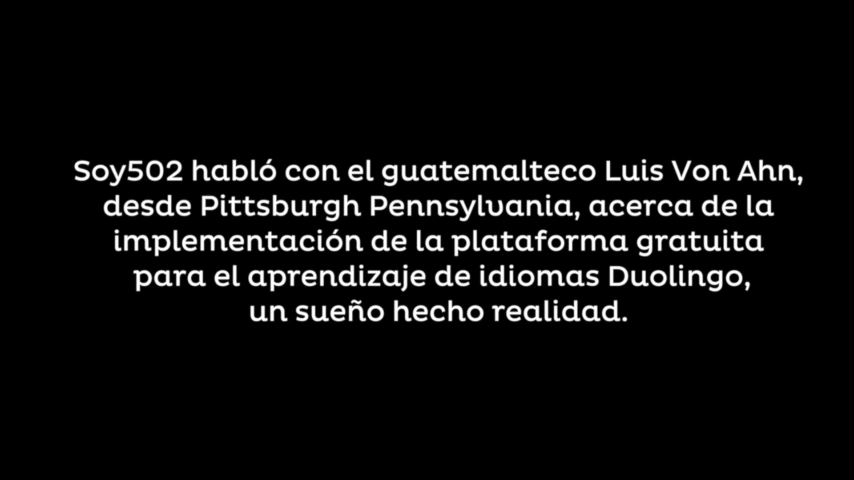 Soy502 habló con el guatemalteco Luis Von Ahn,
desde Pittsburgh Pennsylvania, acerca de la
implementación de la plataforma gratuita
para el aprendizaje de idiomas Duolingo,
un sueño hecho realidad.